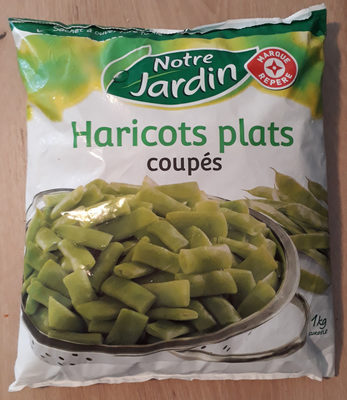 Notre
Jardin
MARQUE
REPÈRE
Haricots plats
coupés
1kg